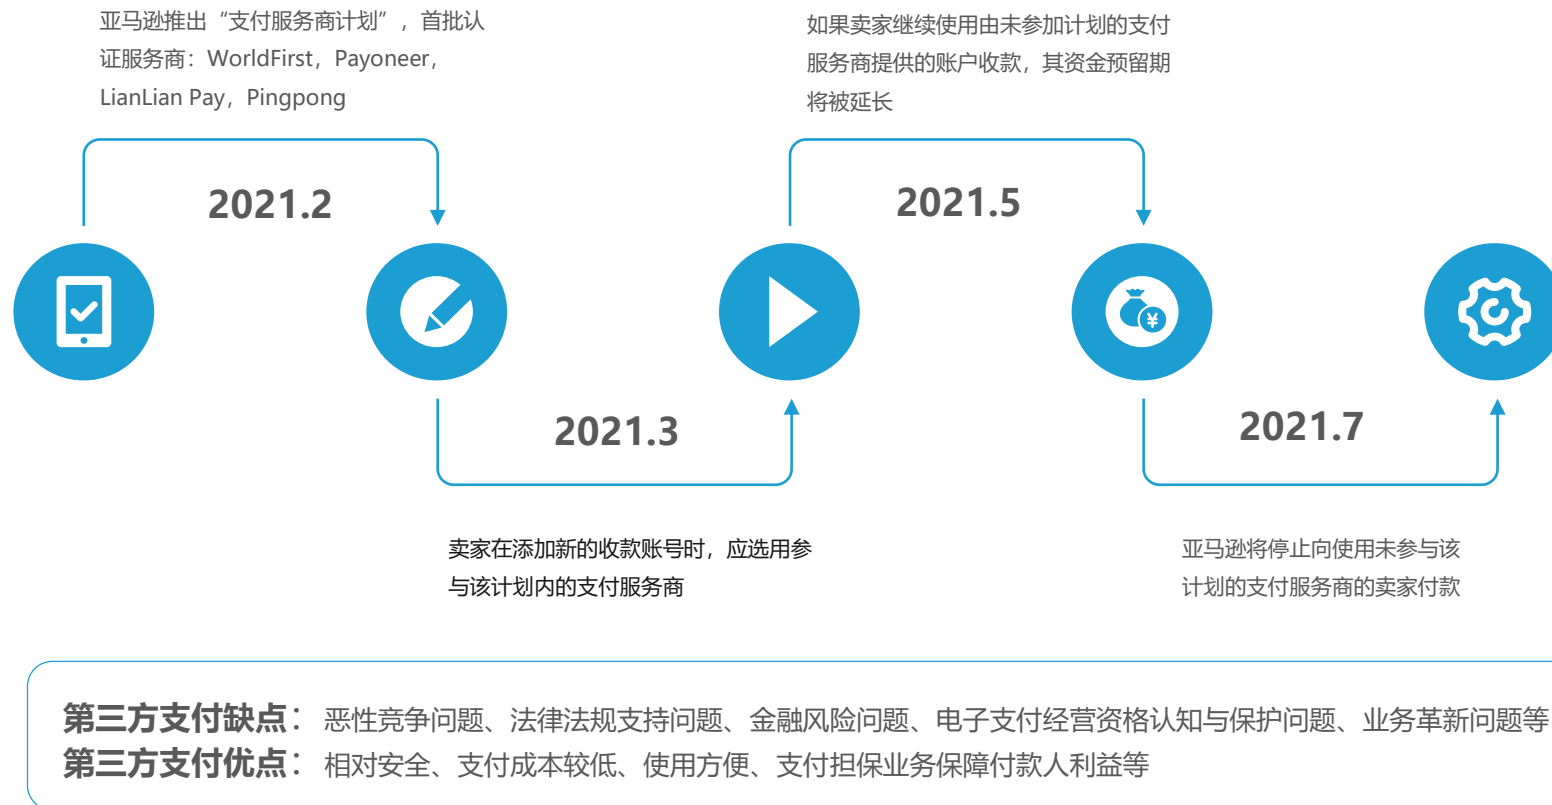 亚马逊推出“支付服务商计划”，首批认
证服务商：WorldFirst，Payoneer，
LianLian Pay，Pingpong
如果卖家继续使用由未参加计划的支付
服务商提供的账户收款，其资金预留期
将被延长
2021.2
2021.5
¥
2021.3
2021.7
卖家在添加新的收款账号时，应选用参
与该计划内的支付服务商
亚马逊将停止向使用未参与该
计划的支付服务商的卖家付款
第三方支付缺点： 恶性竞争问题、法律法规支持问题、金融风险问题、电子支付经营资格认知与保护问题、业务革新问题等
第三方支付优点： 相对安全、支付成本较低、使用方便、支付担保业务保障付款人利益等